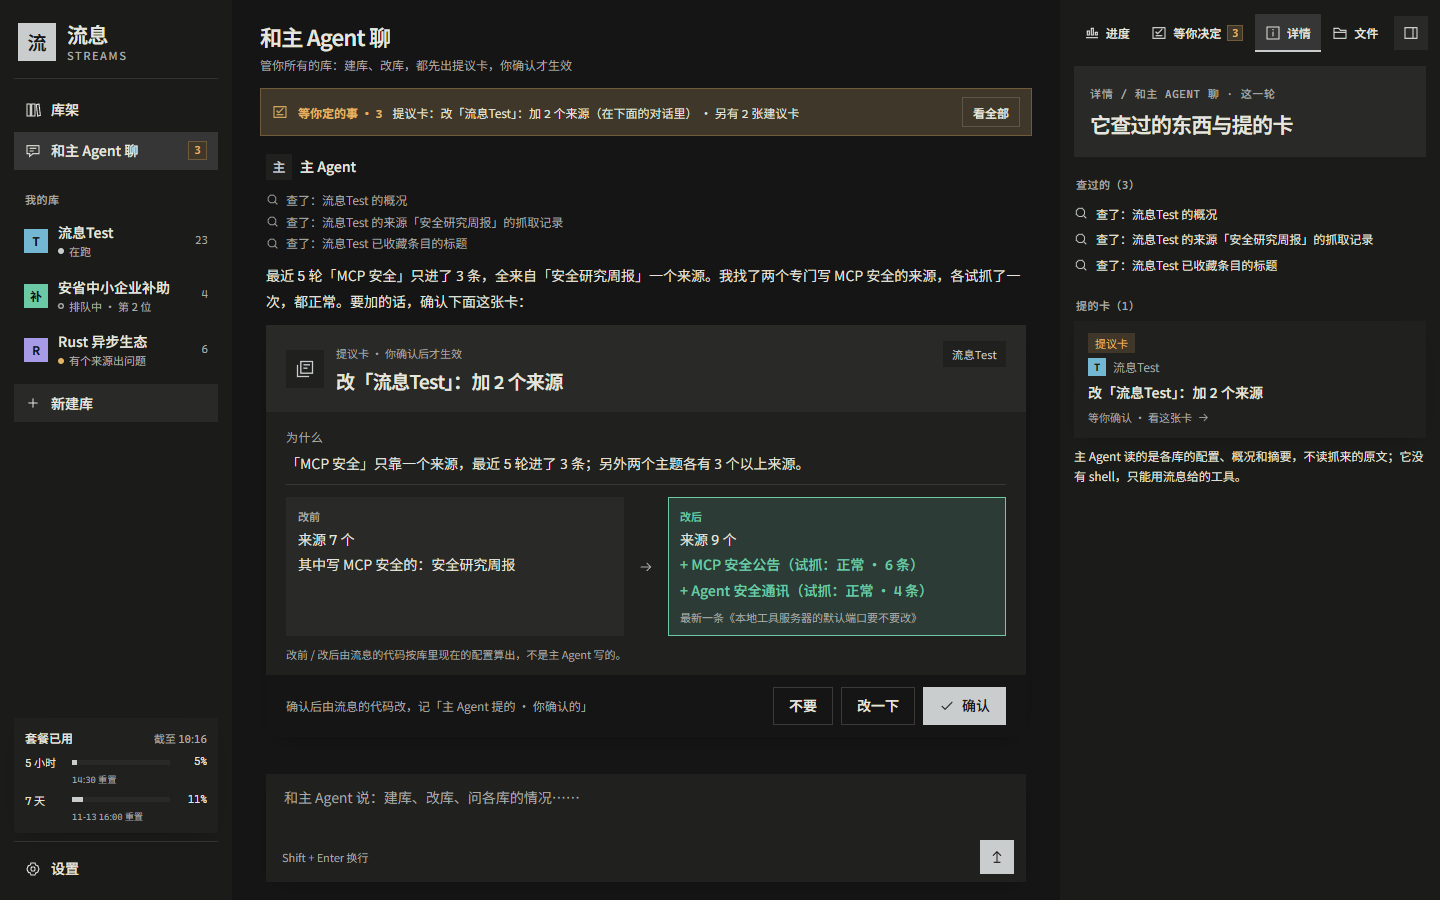 流 流息
STREAMS
库架
和主 Agent 聊 3
我的库
T 流息Test 23
在跑
补 安省中小企业补助 4
排队中 · 第 2 位
R Rust 异步生态 6
有个来源出问题
+ 新建库
套餐已用 截至 10:16
5 小时 5%
14:30 重置
7 天 11%
11-13 16:00 重置
设置
和主 Agent 聊
管你所有的库：建库、改库，都先出提议卡，你确认才生效
等你定的事 · 3 提议卡：改「流息Test」：加 2 个来源（在下面的对话里） · 另有 2 张建议卡 看全部
主 主 Agent
查了：流息Test 的概况
查了：流息Test 的来源「安全研究周报」的抓取记录
查了：流息Test 已收藏条目的标题
最近 5 轮「MCP 安全」只进了 3 条，全来自「安全研究周报」一个来源。我找了两个专门写 MCP 安全的来源，各试抓了一
次，都正常。要加的话，确认下面这张卡：
提议卡 · 你确认后才生效 流息Test
改「流息Test」：加 2 个来源
为什么
「MCP 安全」只靠一个来源，最近 5 轮进了 3 条；另外两个主题各有 3 个以上来源。
改前
来源 7 个
其中写 MCP 安全的：安全研究周报
→
改后
来源 9 个
+ MCP 安全公告（试抓：正常 · 6 条）
+ Agent 安全通讯（试抓：正常 · 4 条）
最新一条《本地工具服务器的默认端口要不要改》
改前 / 改后由流息的代码按库里现在的配置算出，不是主 Agent 写的。
确认后由流息的代码改，记「主 Agent 提的 · 你确认的」 不要 改一下 确认
和主 Agent 说：建库、改库、问各库的情况……
Shift + Enter 换行
进度 等你决定 3 详情 文件
详情 / 和主 AGENT 聊 · 这一轮
它查过的东西与提的卡
查过的（3）
查了：流息Test 的概况
查了：流息Test 的来源「安全研究周报」的抓取记录
查了：流息Test 已收藏条目的标题
提的卡（1）
提议卡
T 流息Test
改「流息Test」：加 2 个来源
等你确认 · 看这张卡 →
主 Agent 读的是各库的配置、概况和摘要，不读抓来的原文；它没
有 shell，只能用流息给的工具。